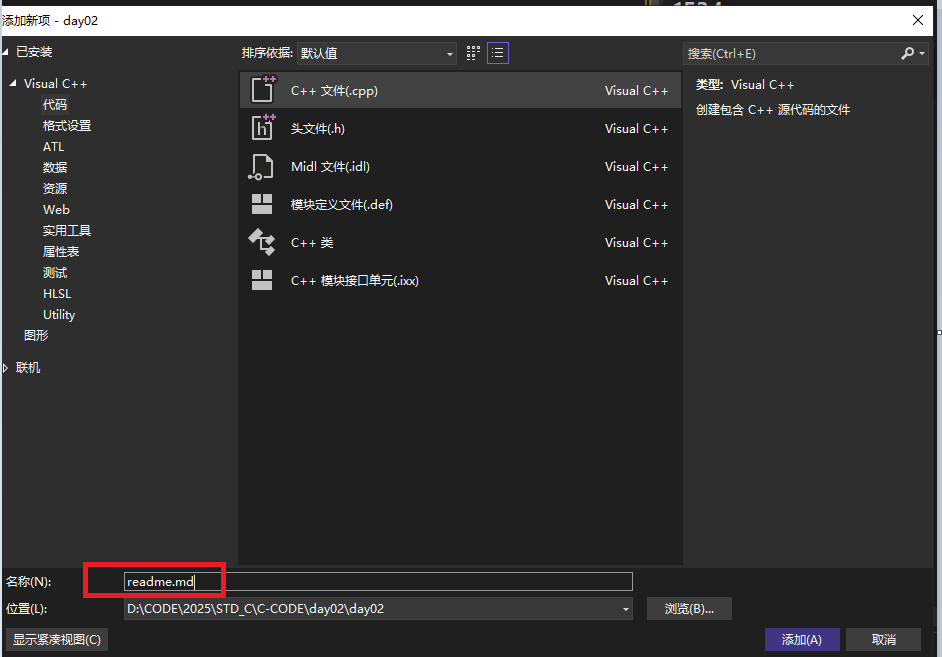 添加新项 - day02
已安装
排序依据: 默认值
搜索(Ctrl+E)
Visual C++
代码
格式设置
ATL
数据
资源
Web
实用工具
属性表
测试
HLSL
Utility
图形
联机
C++ 文件(.cpp) Visual C++
头文件(.h) Visual C++
Midl 文件(.idl) Visual C++
模块定义文件(.def) Visual C++
C++ 类 Visual C++
C++ 模块接口单元(.ixx) Visual C++
类型: Visual C++
创建包含 C++ 源代码的文件
名称(N): readme.md
位置(L): D:\CODE\2025\STD_C\C-CODE\day02\day02 浏览(B)...
显示紧凑视图(C) 添加(A) 取消